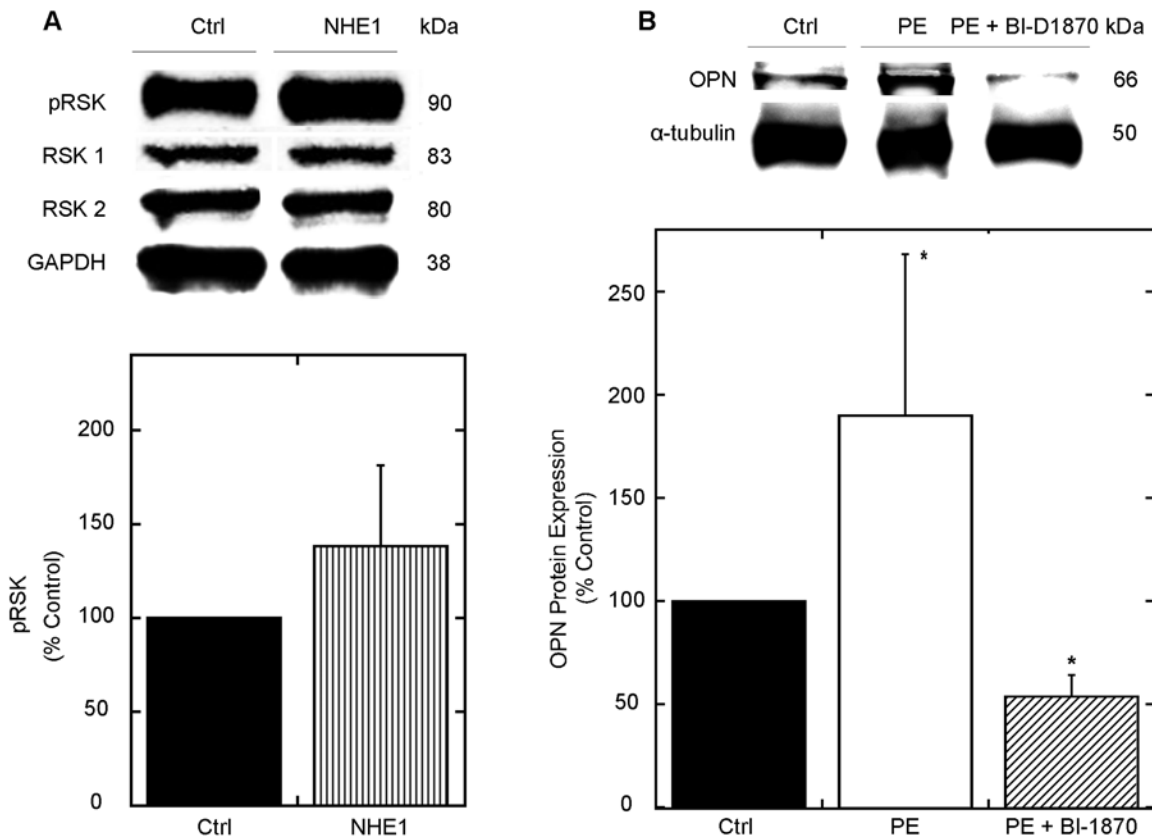 A
Ctrl NHE1 kDa
pRSK 90
RSK 1 83
RSK 2 80
GAPDH 38
200
150
100
50
0
pRSK
(% Control)
Ctrl NHE1
B
Ctrl PE PE + BI-D1870 kDa
OPN 66
α-tubulin 50
250
200
150
100
50
0
OPN Protein Expression
(% Control)
*
*
Ctrl PE PE + BI-1870